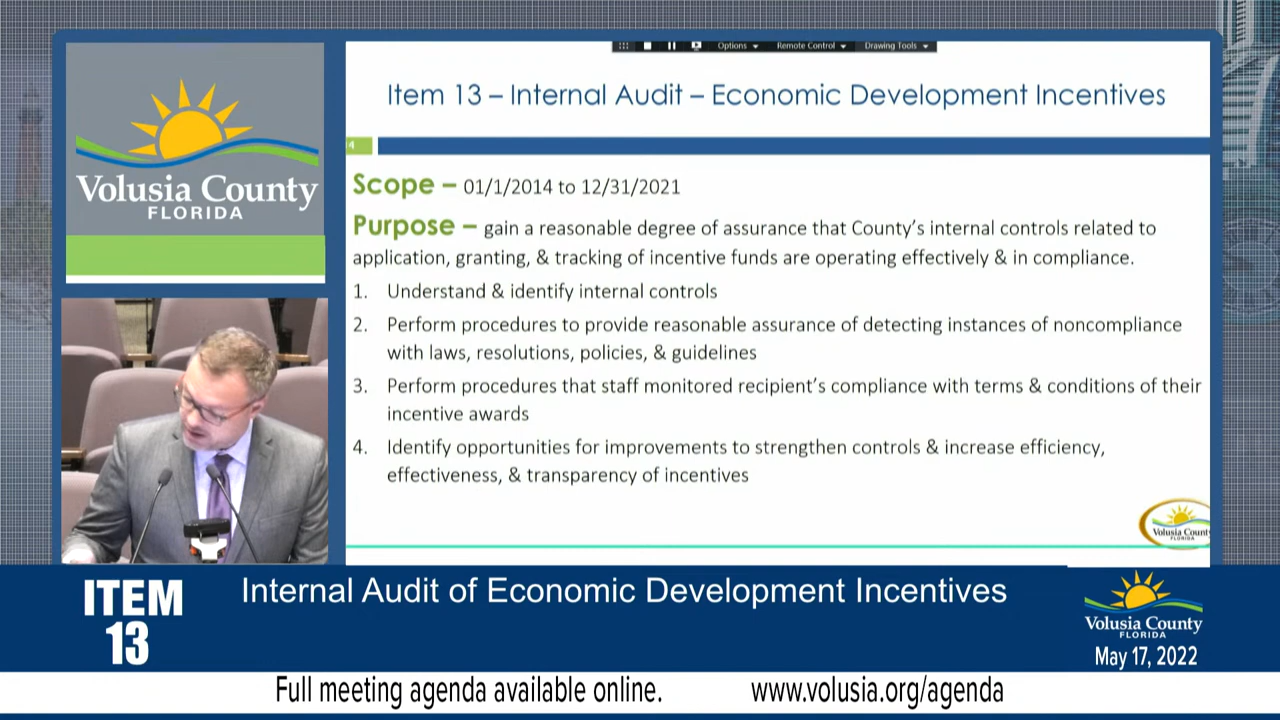 Options Remote Control Drawing Tools
Item 13 – Internal Audit – Economic Development Incentives
4
Scope – 01/1/2014 to 12/31/2021
Purpose – gain a reasonable degree of assurance that County's internal controls related to
application, granting, & tracking of incentive funds are operating effectively & in compliance.
1. Understand & identify internal controls
2. Perform procedures to provide reasonable assurance of detecting instances of noncompliance
with laws, resolutions, policies, & guidelines
3. Perform procedures that staff monitored recipient's compliance with terms & conditions of their
incentive awards
4. Identify opportunities for improvements to strengthen controls & increase efficiency,
effectiveness, & transparency of incentives
Volusia County
FLORIDA
Volusia County
FLORIDA
ITEM
13
Internal Audit of Economic Development Incentives
Volusia County
FLORIDA
May 17, 2022
Full meeting agenda available online. www.volusia.org/agenda